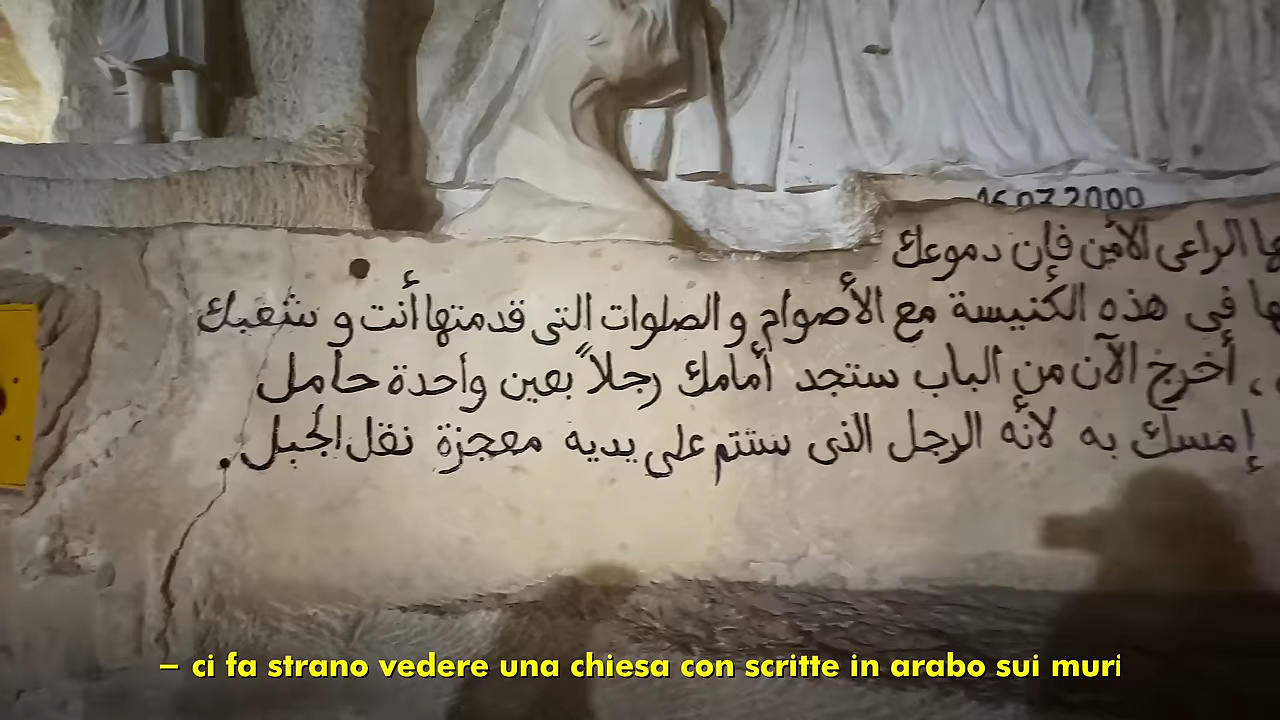 16.07.2000
الراعى الأمين فإن دموعك
فى هذه الكنيسة مع الأصوام و الصلوات التى قدمتها أنت و شعبك
، أخرج الآن من الباب ستجد أمامك رجلاً بعين واحدة حامل
إمسك به لأنه الرجل الذى ستتم على يديه معجزة نقل الجبل.
– ci fa strano vedere una chiesa con scritte in arabo sui muri